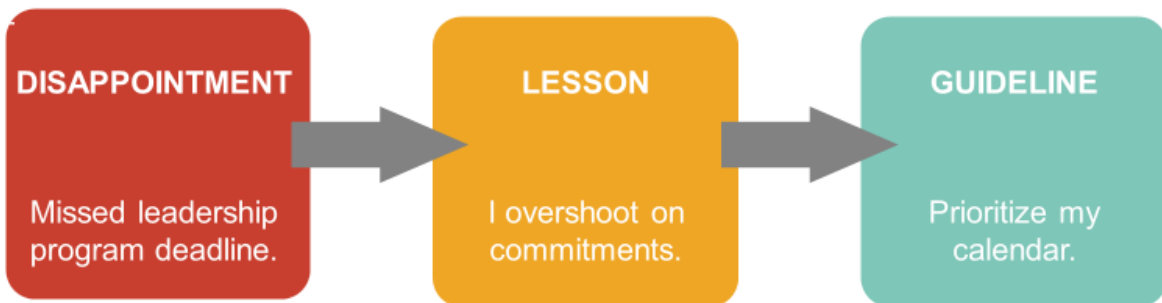 DISAPPOINTMENT
Missed leadership
program deadline.
LESSON
I overshoot on
commitments.
GUIDELINE
Prioritize my
calendar.